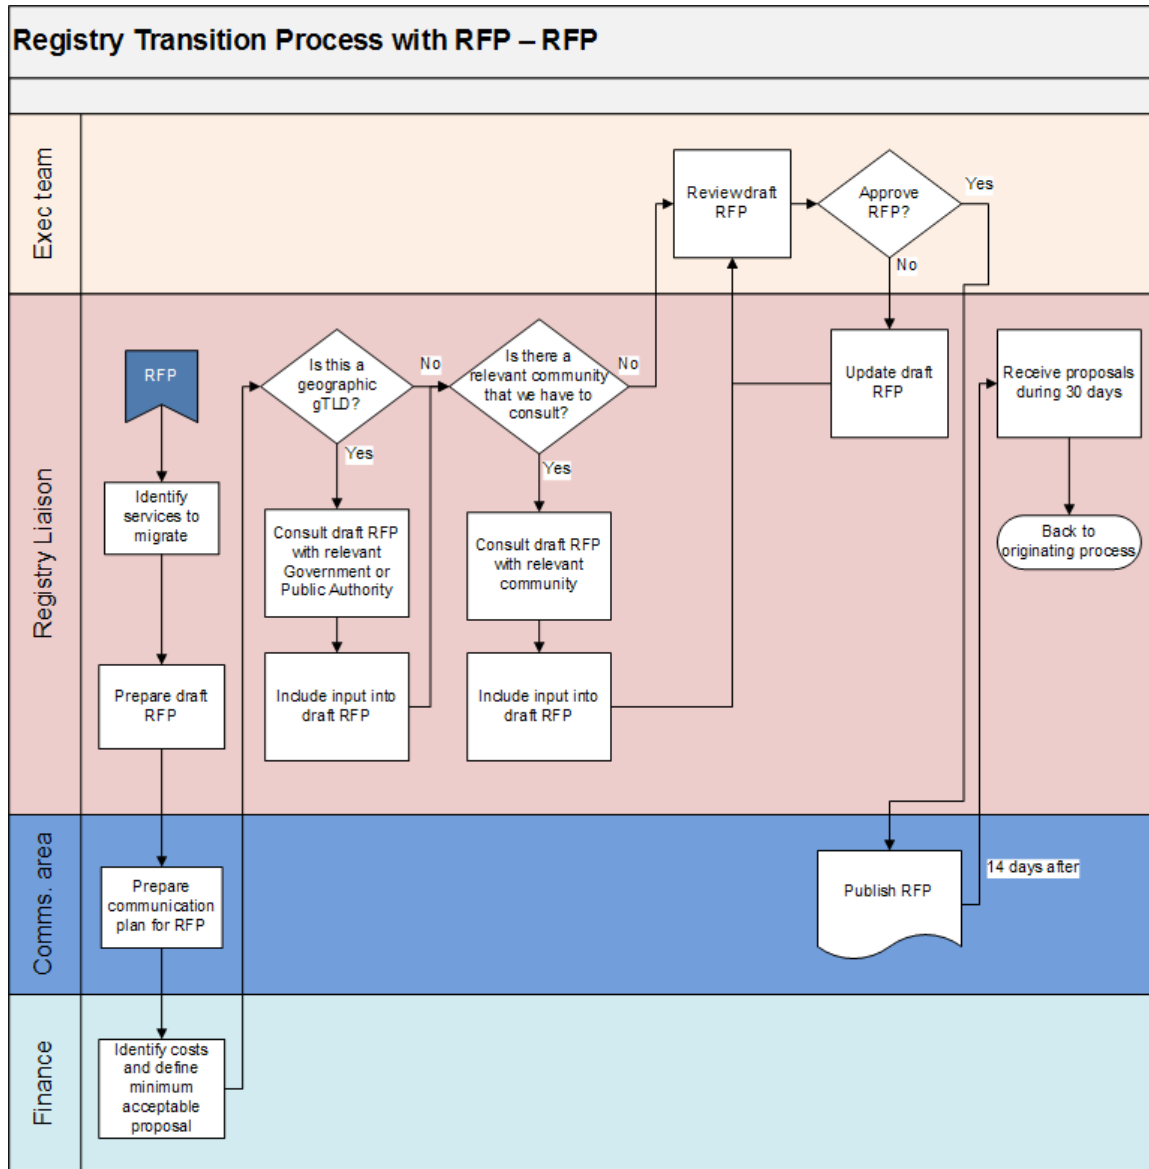 Registry Transition Process with RFP – RFP
Exec team
Reviewdraft
RFP
Approve
RFP?
Yes
No
Registry Liaison
RFP
Identify
services to
migrate
Prepare draft
RFP
Is this a
geographic
gTLD?
No
Yes
Consult draft RFP
with relevant
Government or
Public Authority
Include input into
draft RFP
Is there a
relevant community
that we have to
consult?
No
Yes
Consult draft RFP
with relevant
community
Include input into
draft RFP
Update draft
RFP
Receive proposals
during 30 days
Back to
originating process
Comms. area
Prepare
communication
plan for RFP
Publish RFP
14 days after
Finance
Identify costs
and define
minimum
acceptable
proposal